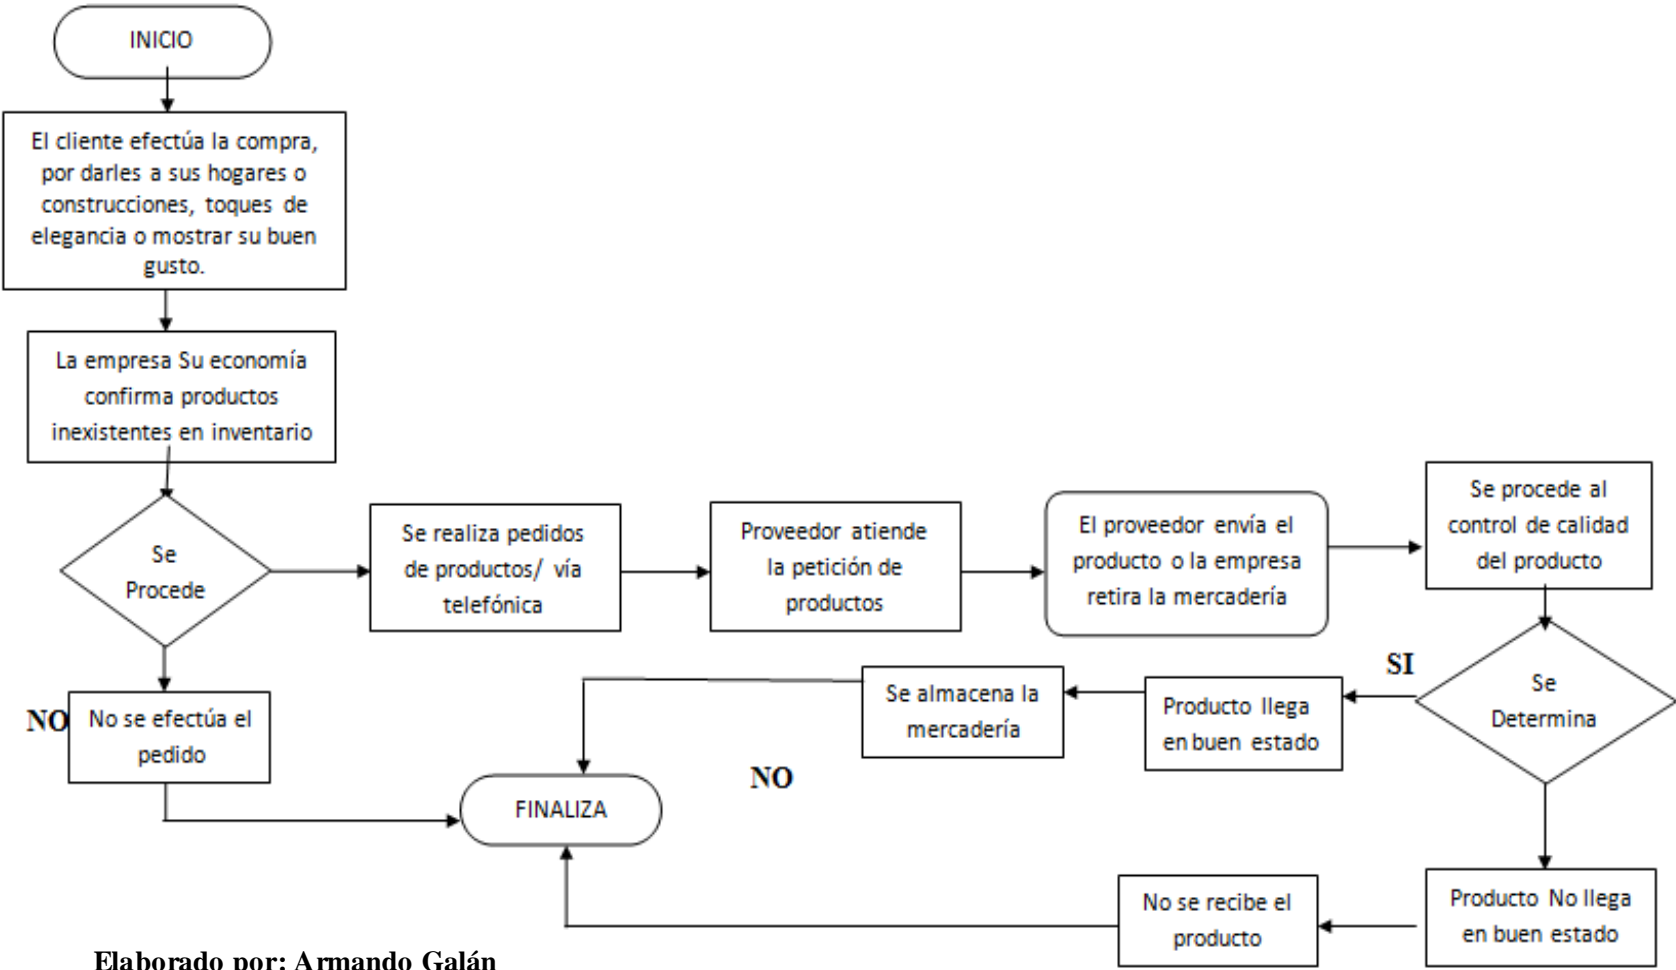 INICIO
El cliente efectúa la compra,
por darles a sus hogares o
construcciones, toques de
elegancia o mostrar su buen
gusto.
La empresa Su economía
confirma productos
inexistentes en inventario
Se
Procede
Se realiza pedidos
de productos/ vía
telefónica
Proveedor atiende
la petición de
productos
El proveedor envía el
producto o la empresa
retira la mercadería
Se procede al
control de calidad
del producto
Se
Determina
SI
Producto llega
en buen estado
Se almacena la
mercadería
NO
No se efectúa el
pedido
NO
FINALIZA
Producto No llega
en buen estado
No se recibe el
producto
Elaborado por: Armando Galán